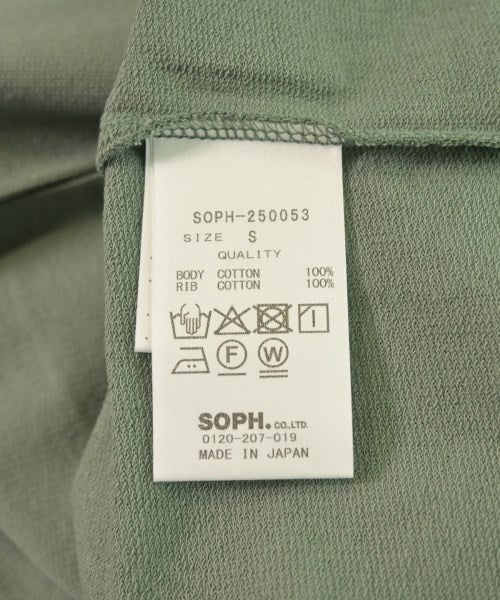 SOPH-250053
SIZE S
QUALITY
BODY COTTON 100%
RIB COTTON 100%
F W
SOPH. CO.,LTD.
0120-207-019
MADE IN JAPAN